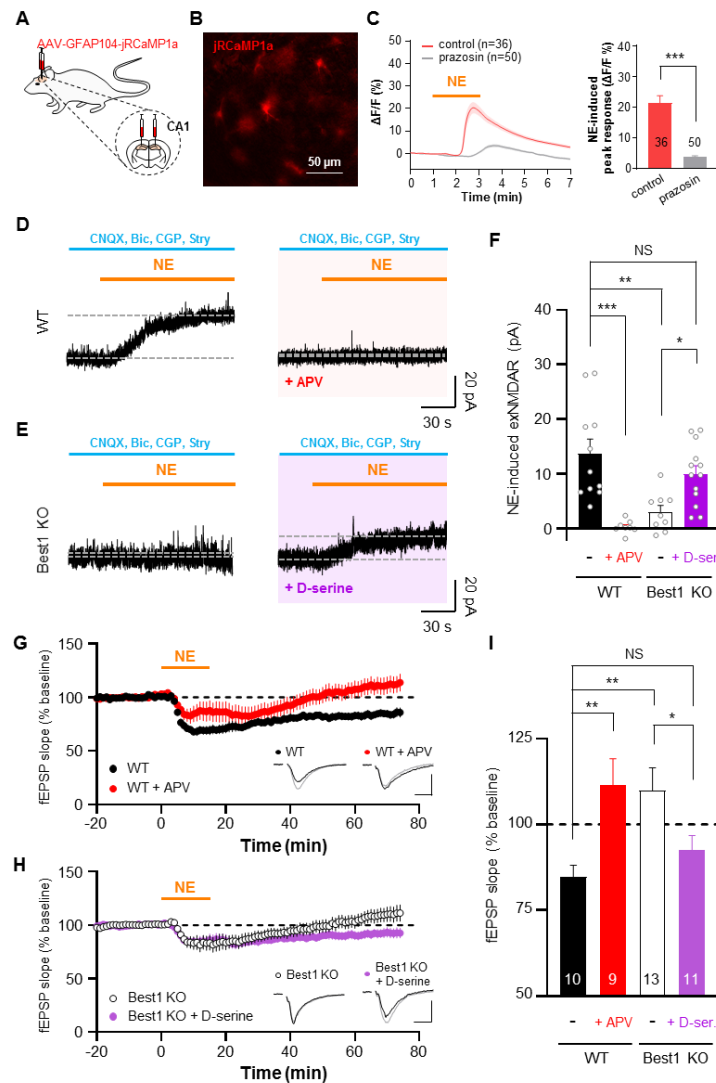 A
AAV-GFAP104-jRCaMP1a
CA1
B
jRCaMP1a
50 µm
C
control (n=36)
prazosin (n=50)
NE
ΔF/F (%)
50
40
30
20
10
0
0 1 2 3 4 5 6 7
Time (min)
NE-induced
peak response (ΔF/F %)
50
40
30
20
10
0
***
36
50
control
prazosin
D
CNQX, Bic, CGP, Stry
NE
WT
CNQX, Bic, CGP, Stry
NE
+ APV
20 pA
30 s
E
CNQX, Bic, CGP, Stry
NE
Best1 KO
CNQX, Bic, CGP, Stry
NE
+ D-serine
20 pA
30 s
F
NS
**
***
*
NE-induced exNMDAR (pA)
40
30
20
10
0
- + APV - + D-ser
WT Best1 KO
G
NE
fEPSP slope (% baseline)
150
100
50
0
WT
WT + APV
WT
WT + APV
-20 0 20 40 60 80
Time (min)
H
NE
fEPSP slope (% baseline)
150
100
50
0
Best1 KO
Best1 KO + D-serine
Best1 KO
Best1 KO
+ D-serine
-20 0 20 40 60 80
Time (min)
I
NS
**
**
*
fEPSP slope (% baseline)
125
100
75
50
10 9 13 11
- + APV - + D-ser.
WT Best1 KO